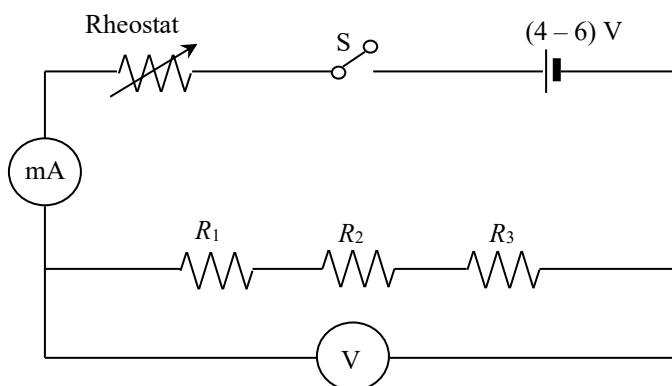 Rheostat
S
(4 – 6) V
mA
R₁
R₂
R₃
V